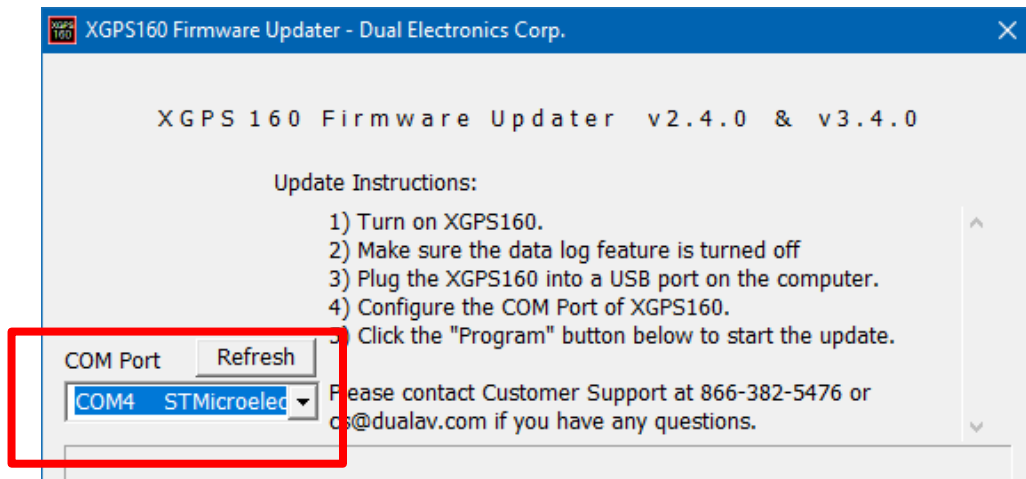 XGPS160 Firmware Updater - Dual Electronics Corp.
XGPS 160 Firmware Updater v2.4.0 & v3.4.0
Update Instructions:
1) Turn on XGPS160.
2) Make sure the data log feature is turned off
3) Plug the XGPS160 into a USB port on the computer.
4) Configure the COM Port of XGPS160.
5) Click the "Program" button below to start the update.
COM Port Refresh
COM4 STMicroelec
Please contact Customer Support at 866-382-5476 or
cs@dualav.com if you have any questions.